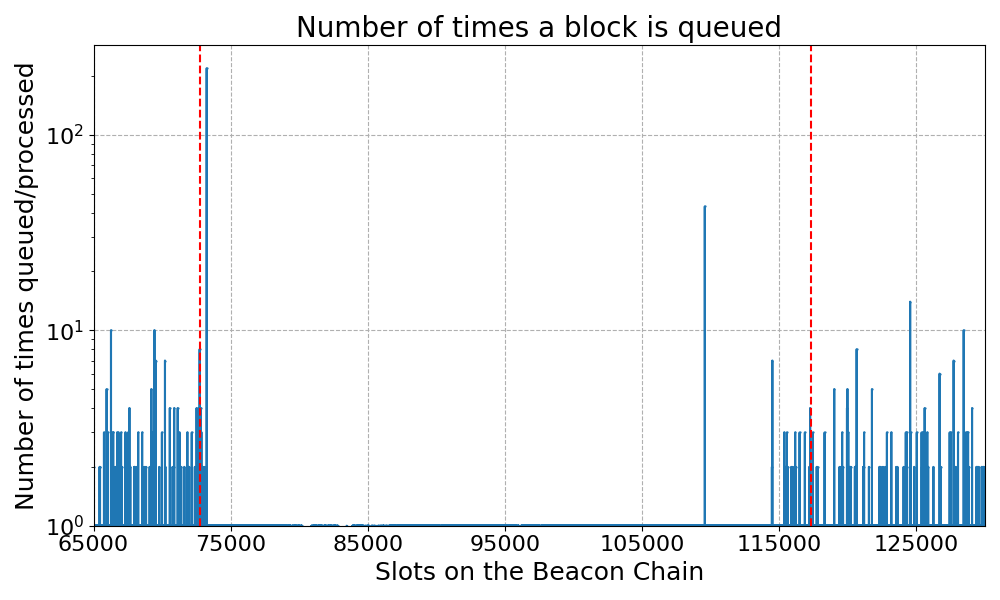 Number of times a block is queued
Number of times queued/processed
10²
10¹
10⁰
65000 75000 85000 95000 105000 115000 125000
Slots on the Beacon Chain